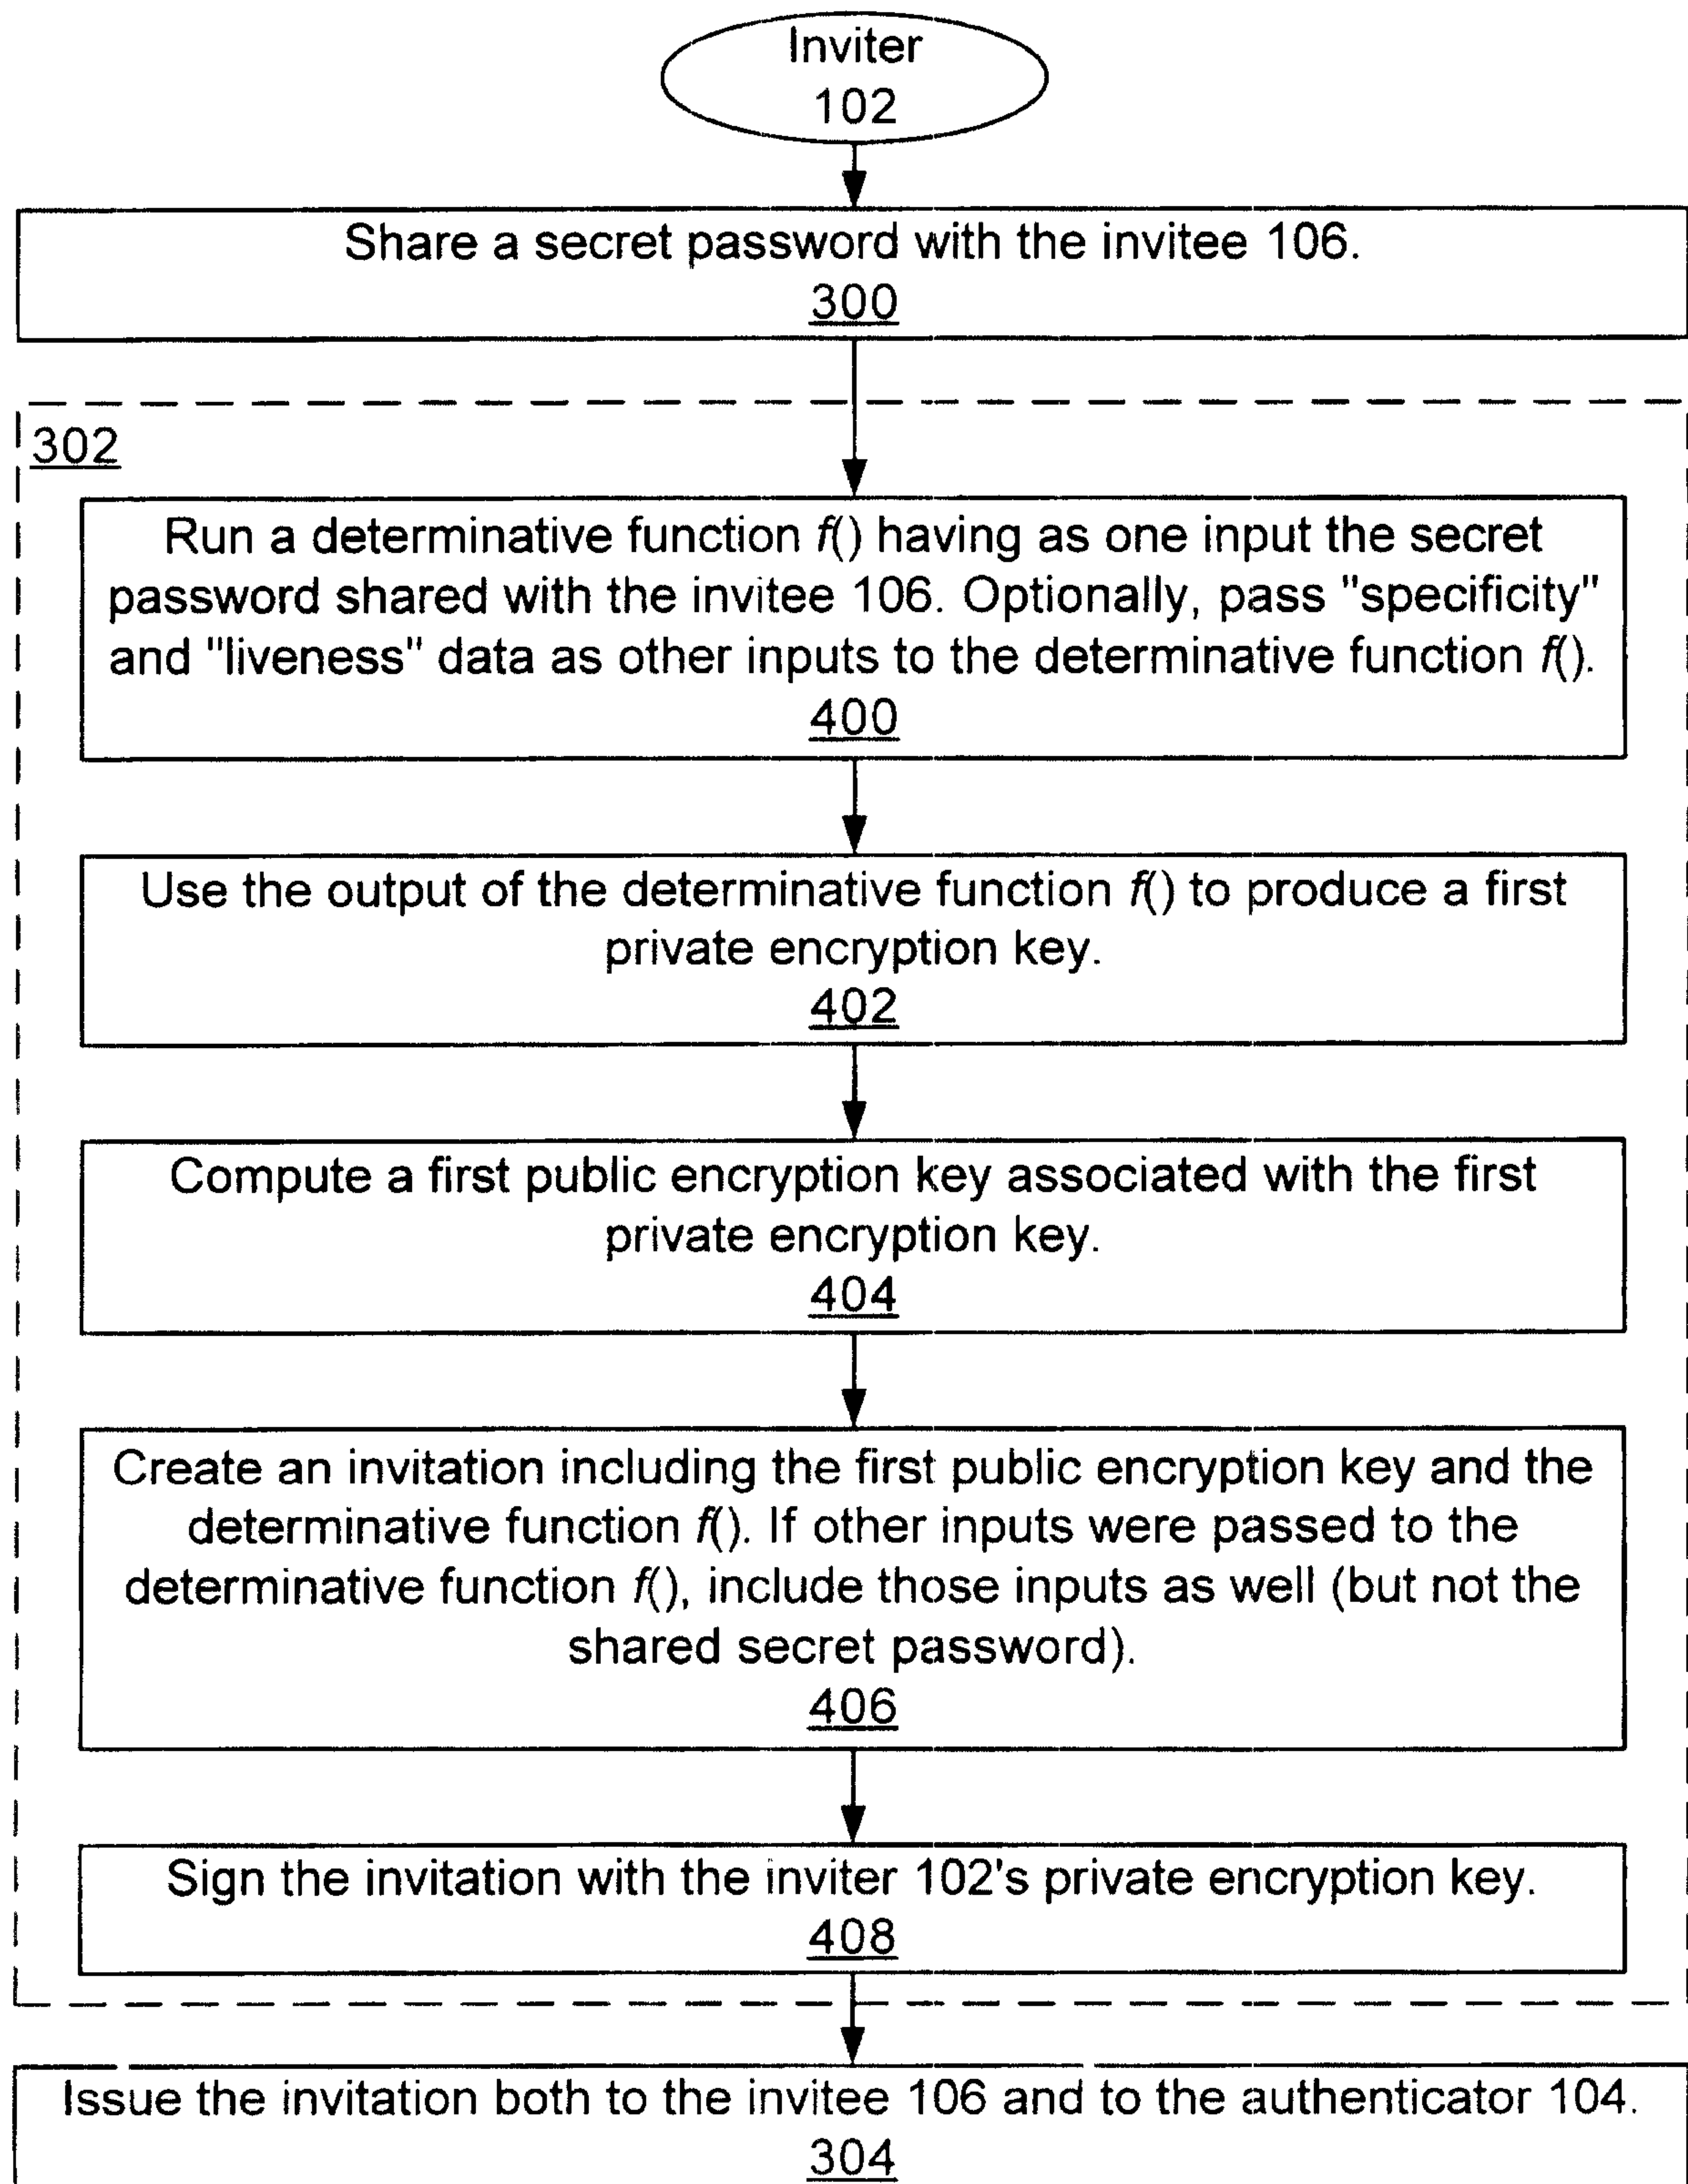 Inviter
102
Share a secret password with the invitee 106.
300
302
Run a determinative function f() having as one input the secret
password shared with the invitee 106. Optionally, pass "specificity"
and "liveness" data as other inputs to the determinative function f().
400
Use the output of the determinative function f() to produce a first
private encryption key.
402
Compute a first public encryption key associated with the first
private encryption key.
404
Create an invitation including the first public encryption key and the
determinative function f(). If other inputs were passed to the
determinative function f(), include those inputs as well (but not the
shared secret password).
406
Sign the invitation with the inviter 102's private encryption key.
408
Issue the invitation both to the invitee 106 and to the authenticator 104.
304